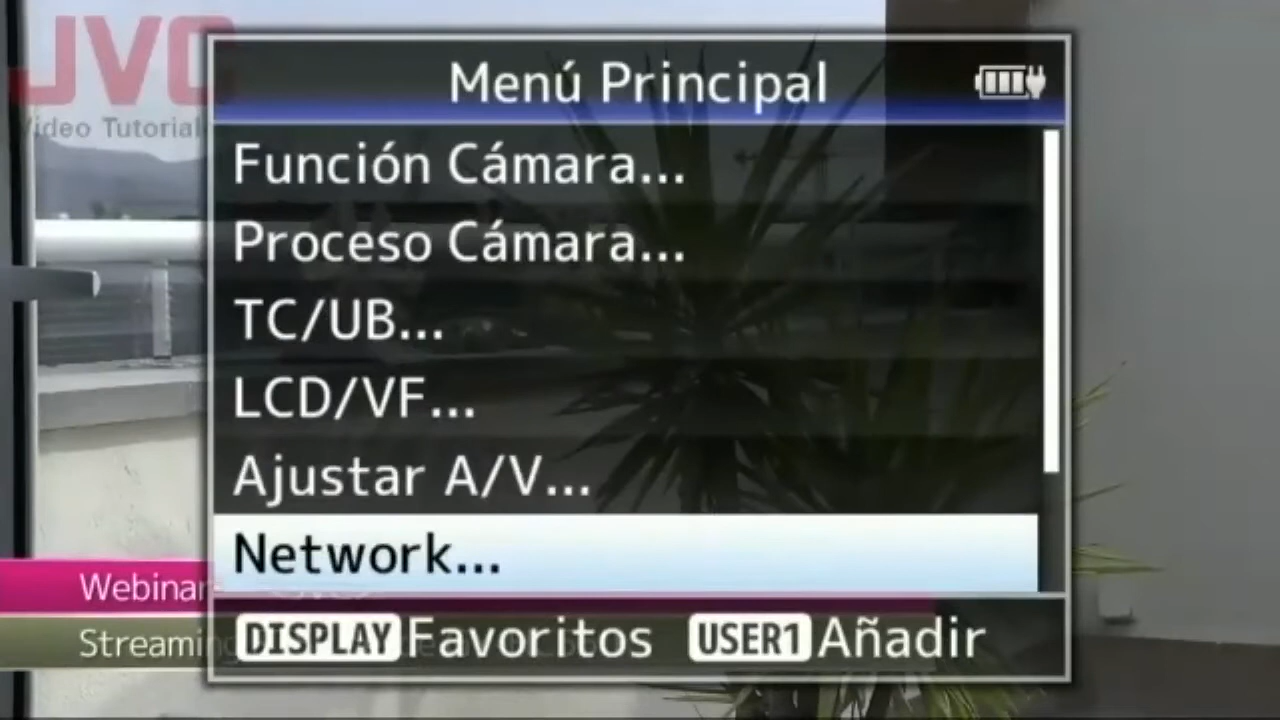 JVC
Video Tutorial
Menú Principal
Función Cámara...
Proceso Cámara...
TC/UB...
LCD/VF...
Ajustar A/V...
Network...
Webinar
Streaming
DISPLAY Favoritos USER1 Añadir